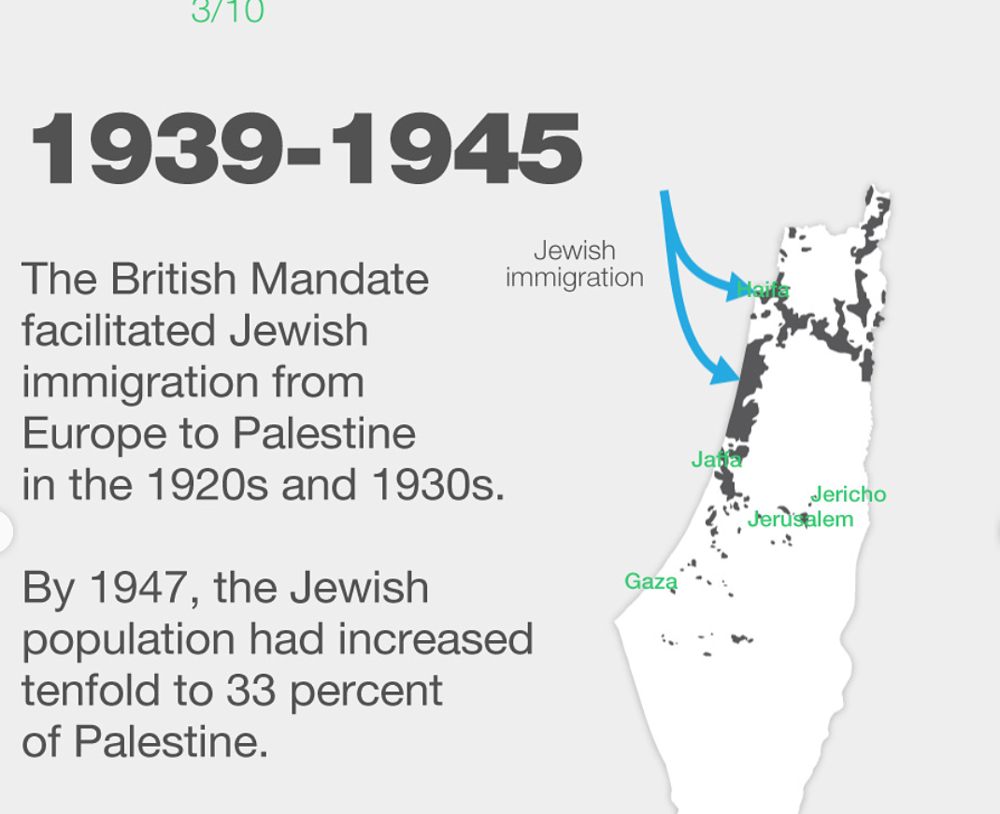 3/10
1939-1945
The British Mandate
facilitated Jewish
immigration from
Europe to Palestine
in the 1920s and 1930s.
By 1947, the Jewish
population had increased
tenfold to 33 percent
of Palestine.
Jewish
immigration
Haifa
Jaffa
Jericho
Jerusalem
Gaza